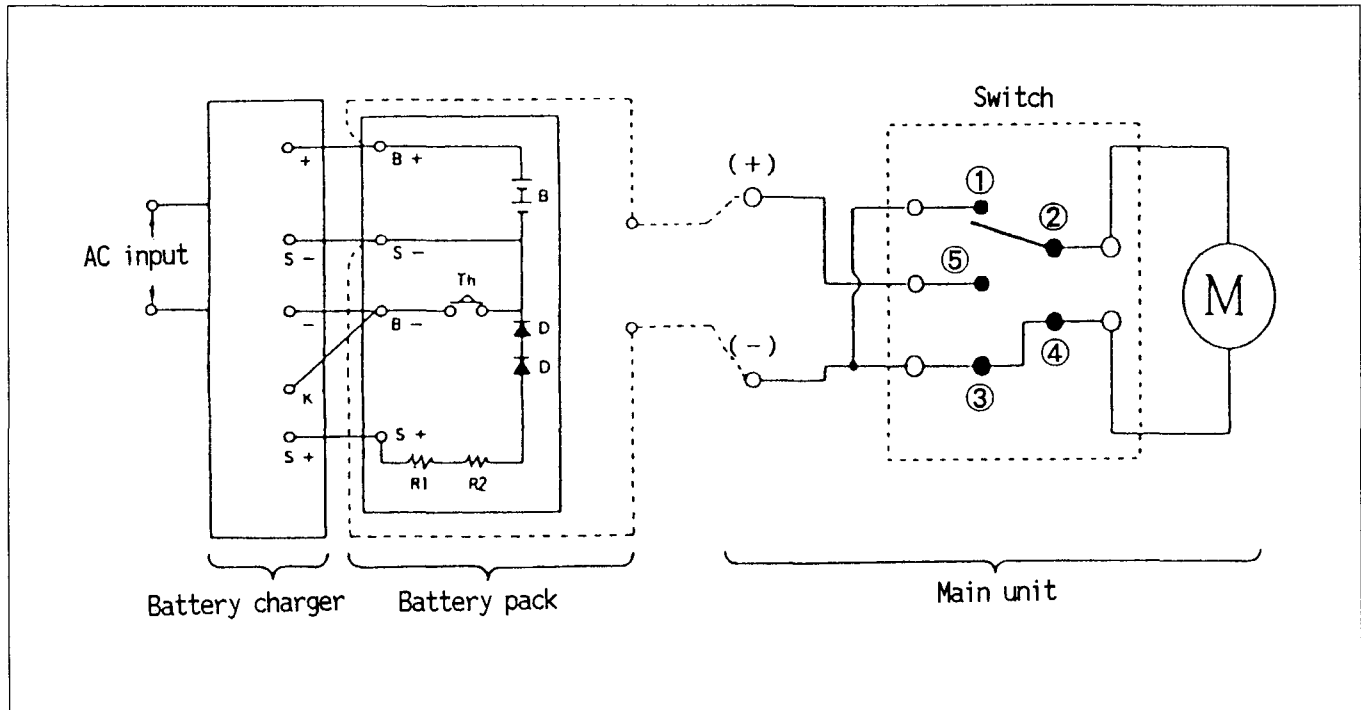 Switch
+
B +
B
(+)
①
②
AC input
S -
S -
⑤
Th
M
-
B -
D
D
(-)
④
③
K
S +
S +
R1
R2
Battery charger
Battery pack
Main unit